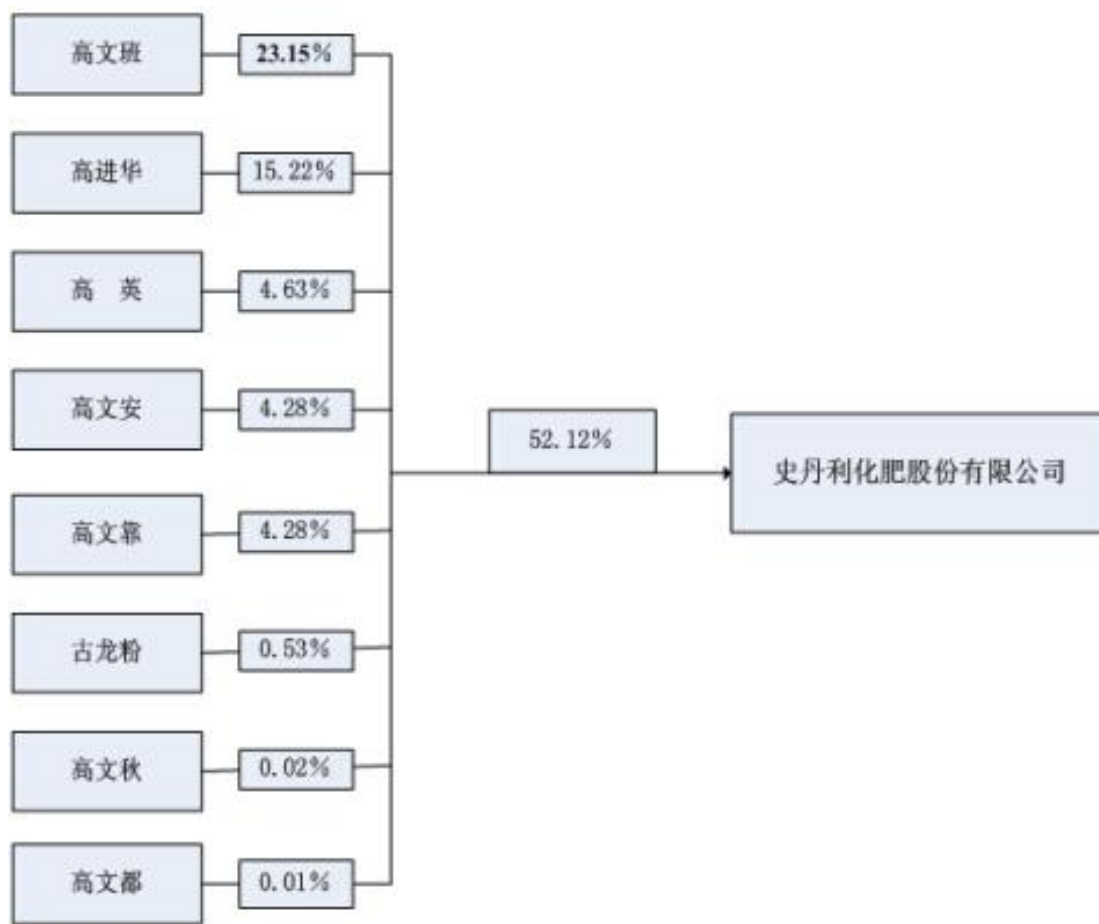 高文班
23.15%
高进华
15.22%
高 英
4.63%
高文安
4.28%
52.12%
史丹利化肥股份有限公司
高文靠
4.28%
古龙粉
0.53%
高文秋
0.02%
高文都
0.01%